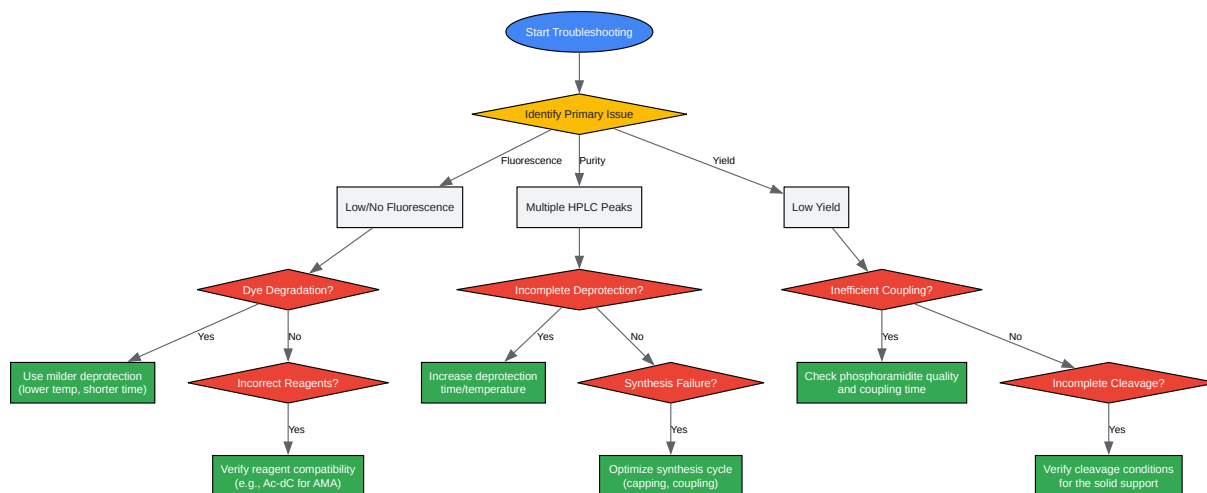 Start Troubleshooting
Identify Primary Issue
Fluorescence
Purity
Yield
Low/No Fluorescence
Multiple HPLC Peaks
Low Yield
Dye Degradation?
Incomplete Deprotection?
Inefficient Coupling?
Yes
No
Yes
No
Yes
No
Use milder deprotection
(lower temp, shorter time)
Incorrect Reagents?
Increase deprotection
time/temperature
Synthesis Failure?
Check phosphoramidite quality
and coupling time
Incomplete Cleavage?
Yes
Yes
Yes
Verify reagent compatibility
(e.g., Ac-dC for AMA)
Optimize synthesis cycle
(capping, coupling)
Verify cleavage conditions
for the solid support